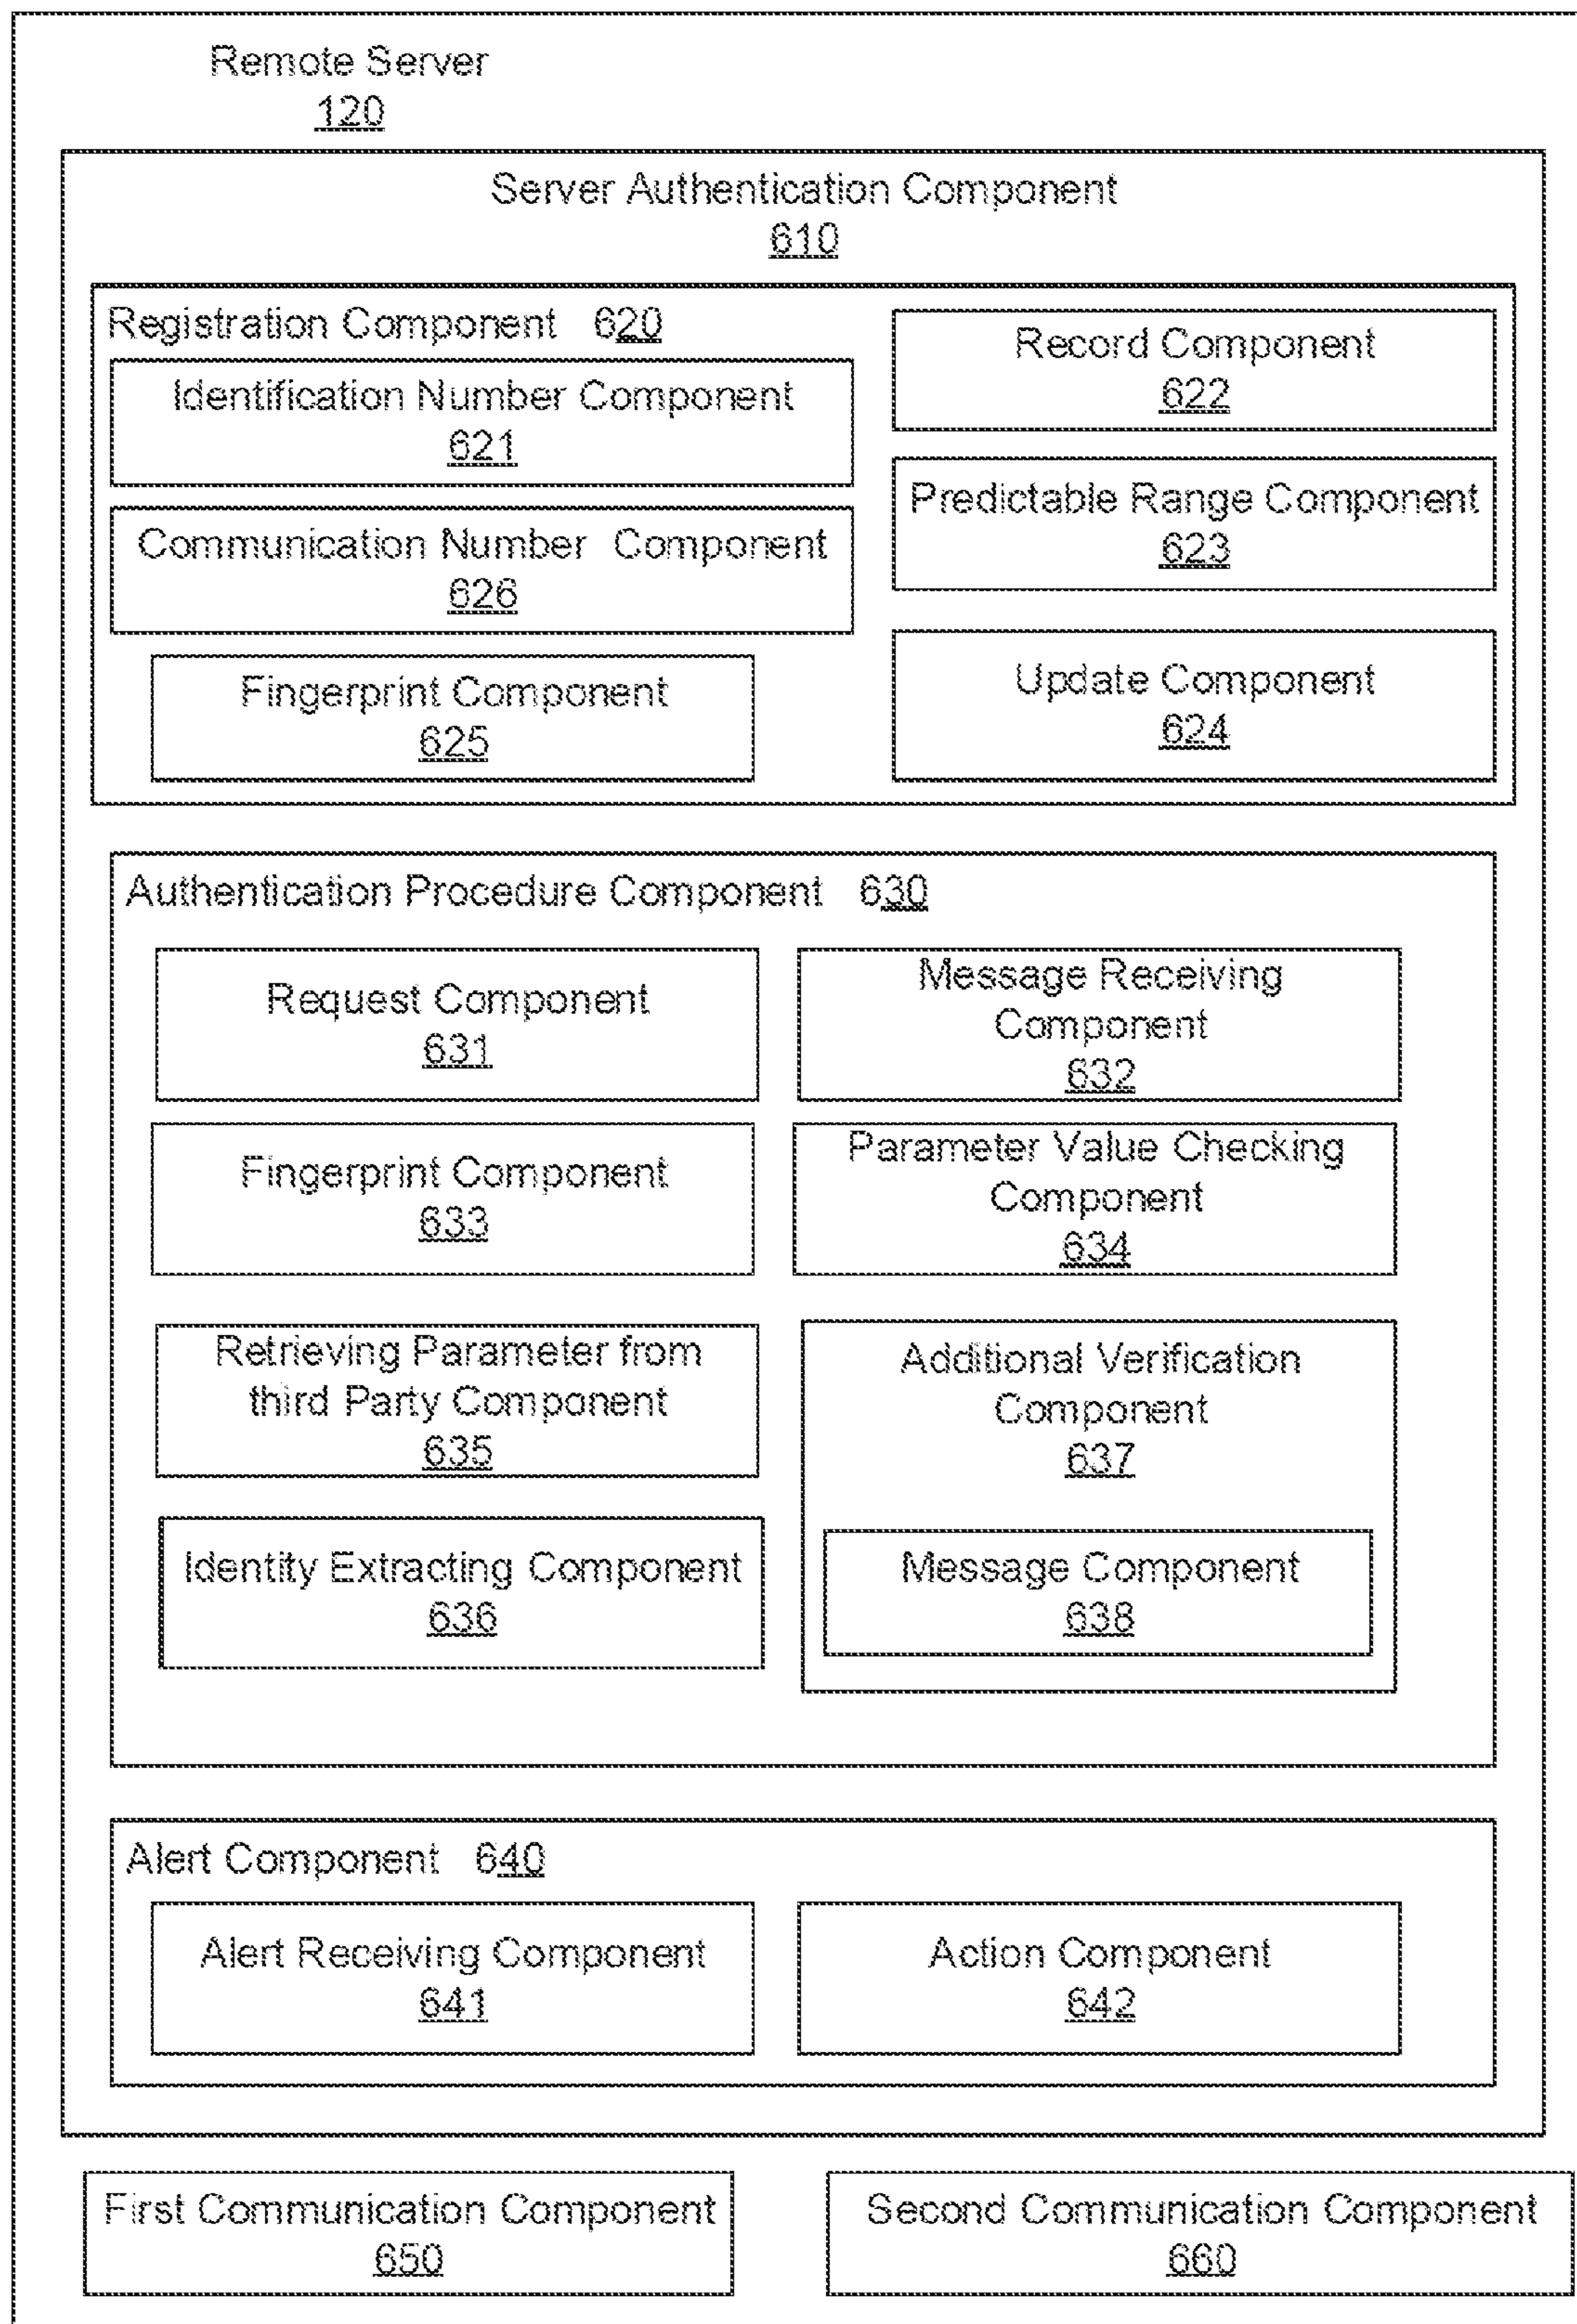 Remote Server
120
Server Authentication Component
610
Registration Component 620
Identification Number Component
621
Communication Number Component
626
Fingerprint Component
625
Record Component
622
Predictable Range Component
623
Update Component
624
Authentication Procedure Component 630
Request Component
631
Message Receiving
Component
632
Fingerprint Component
633
Parameter Value Checking
Component
634
Retrieving Parameter from
third Party Component
635
Identity Extracting Component
636
Additional Verification
Component
637
Message Component
638
Alert Component 640
Alert Receiving Component
641
Action Component
642
First Communication Component
650
Second Communication Component
660